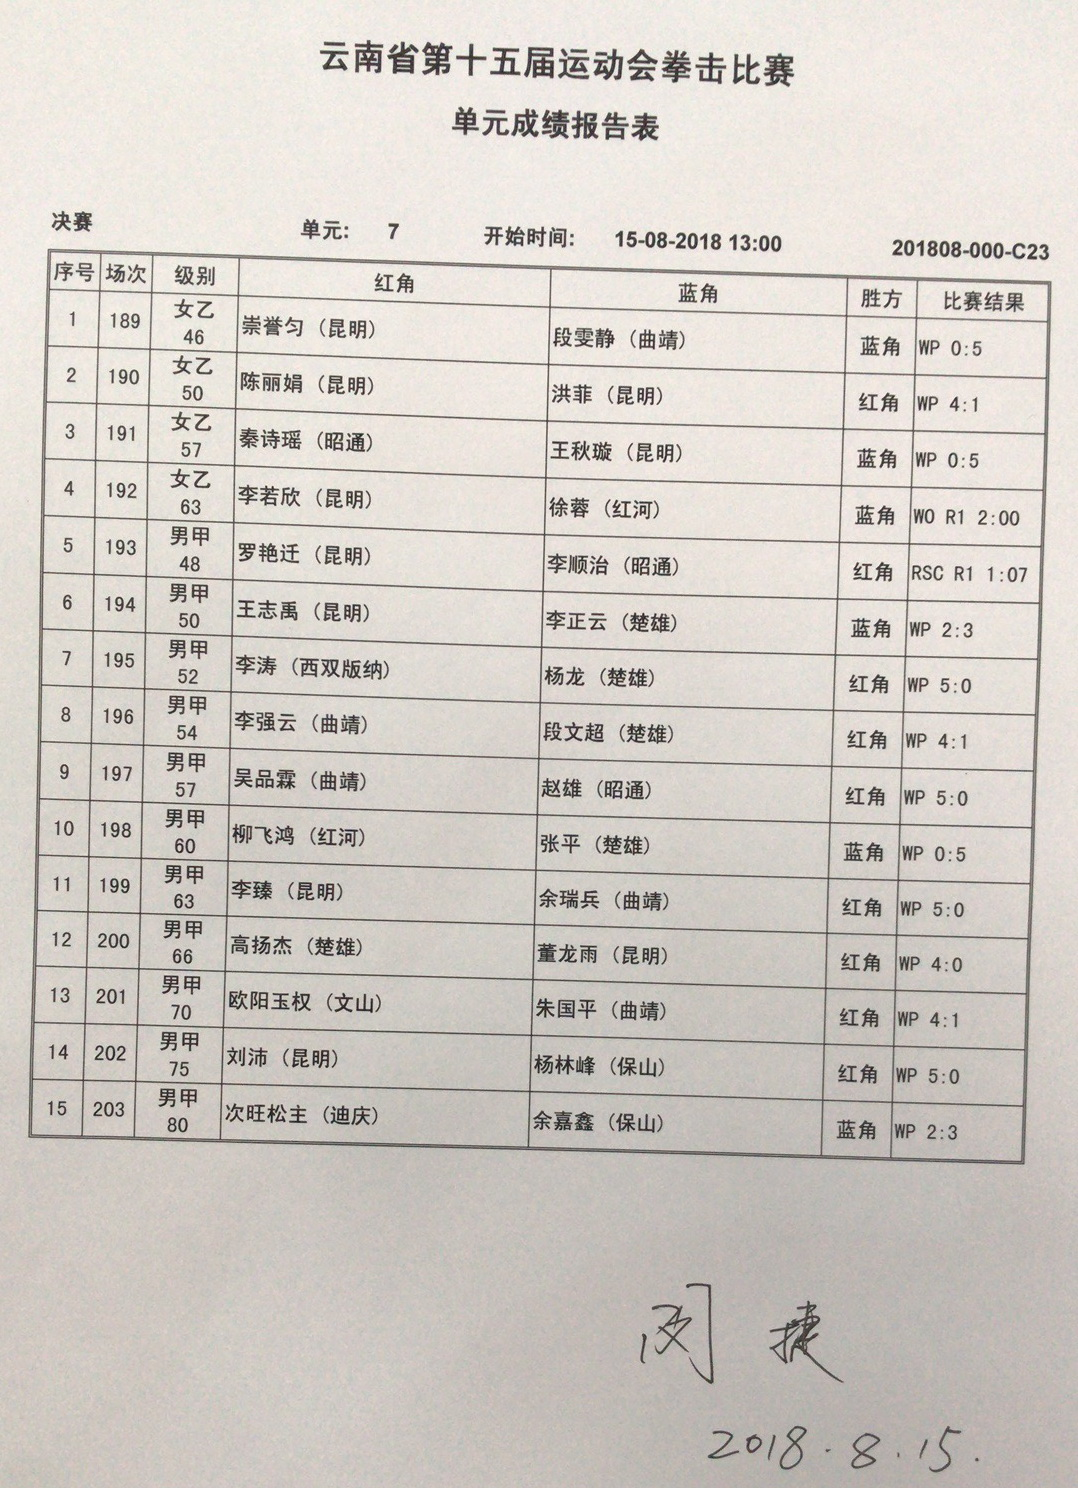 云南省第十五届运动会拳击比赛
单元成绩报告表
决赛 单元: 7 开始时间: 15-08-2018 13:00 201808-000-C23
序号 场次 级别 红角 蓝角 胜方 比赛结果
1 189 女乙 46 崇誉匀（昆明） 段雯静（曲靖） 蓝角 WP 0:5
2 190 女乙 50 陈丽娟（昆明） 洪菲（昆明） 红角 WP 4:1
3 191 女乙 57 秦诗瑶（昭通） 王秋璇（昆明） 蓝角 WP 0:5
4 192 女乙 63 李若欣（昆明） 徐蓉（红河） 蓝角 WO R1 2:00
5 193 男甲 48 罗艳迁（昆明） 李顺治（昭通） 红角 RSC R1 1:07
6 194 男甲 50 王志禹（昆明） 李正云（楚雄） 蓝角 WP 2:3
7 195 男甲 52 李涛（西双版纳） 杨龙（楚雄） 红角 WP 5:0
8 196 男甲 54 李强云（曲靖） 段文超（楚雄） 红角 WP 4:1
9 197 男甲 57 吴品霖（曲靖） 赵雄（昭通） 红角 WP 5:0
10 198 男甲 60 柳飞鸿（红河） 张平（楚雄） 蓝角 WP 0:5
11 199 男甲 63 李臻（昆明） 余瑞兵（曲靖） 红角 WP 5:0
12 200 男甲 66 高扬杰（楚雄） 董龙雨（昆明） 红角 WP 4:0
13 201 男甲 70 欧阳玉权（文山） 朱国平（曲靖） 红角 WP 4:1
14 202 男甲 75 刘沛（昆明） 杨林峰（保山） 红角 WP 5:0
15 203 男甲 80 次旺松主（迪庆） 余嘉鑫（保山） 蓝角 WP 2:3
捷
2018.8.15.